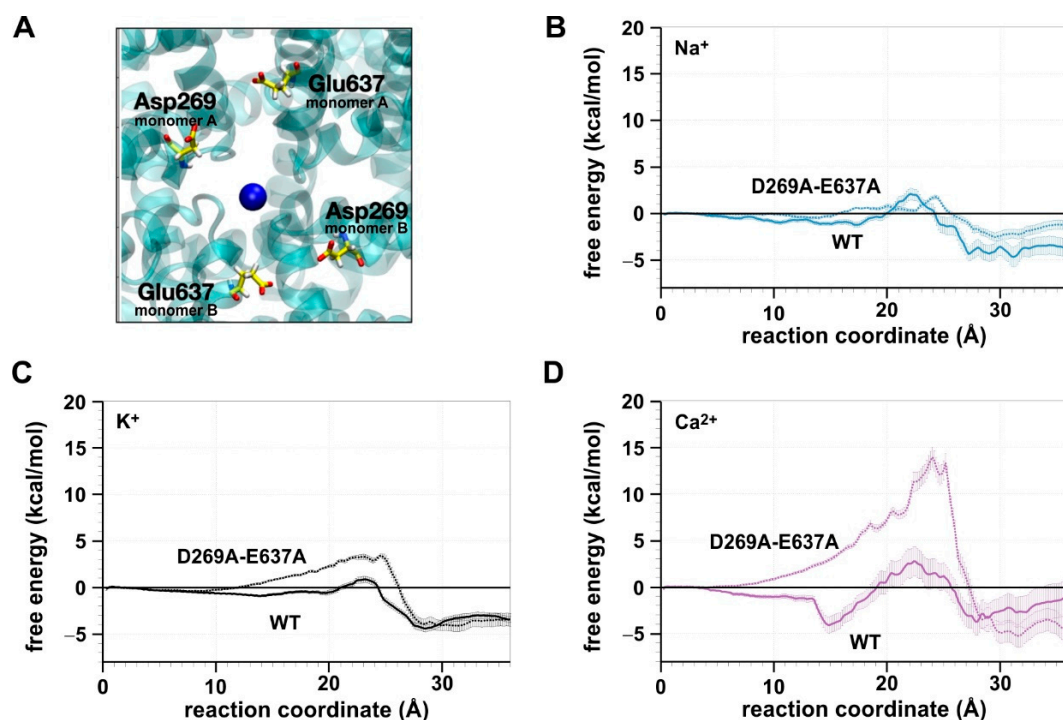 A
Glu637
monomer A
Asp269
monomer A
Asp269
monomer B
Glu637
monomer B
B
Na⁺
20
15
10
5
0
–5
D269A-E637A
WT
0
10
20
30
free energy (kcal/mol)
reaction coordinate (Å)
C
K⁺
20
15
10
5
0
–5
D269A-E637A
WT
0
10
20
30
free energy (kcal/mol)
reaction coordinate (Å)
D
Ca²⁺
20
15
10
5
0
–5
D269A-E637A
WT
0
10
20
30
free energy (kcal/mol)
reaction coordinate (Å)